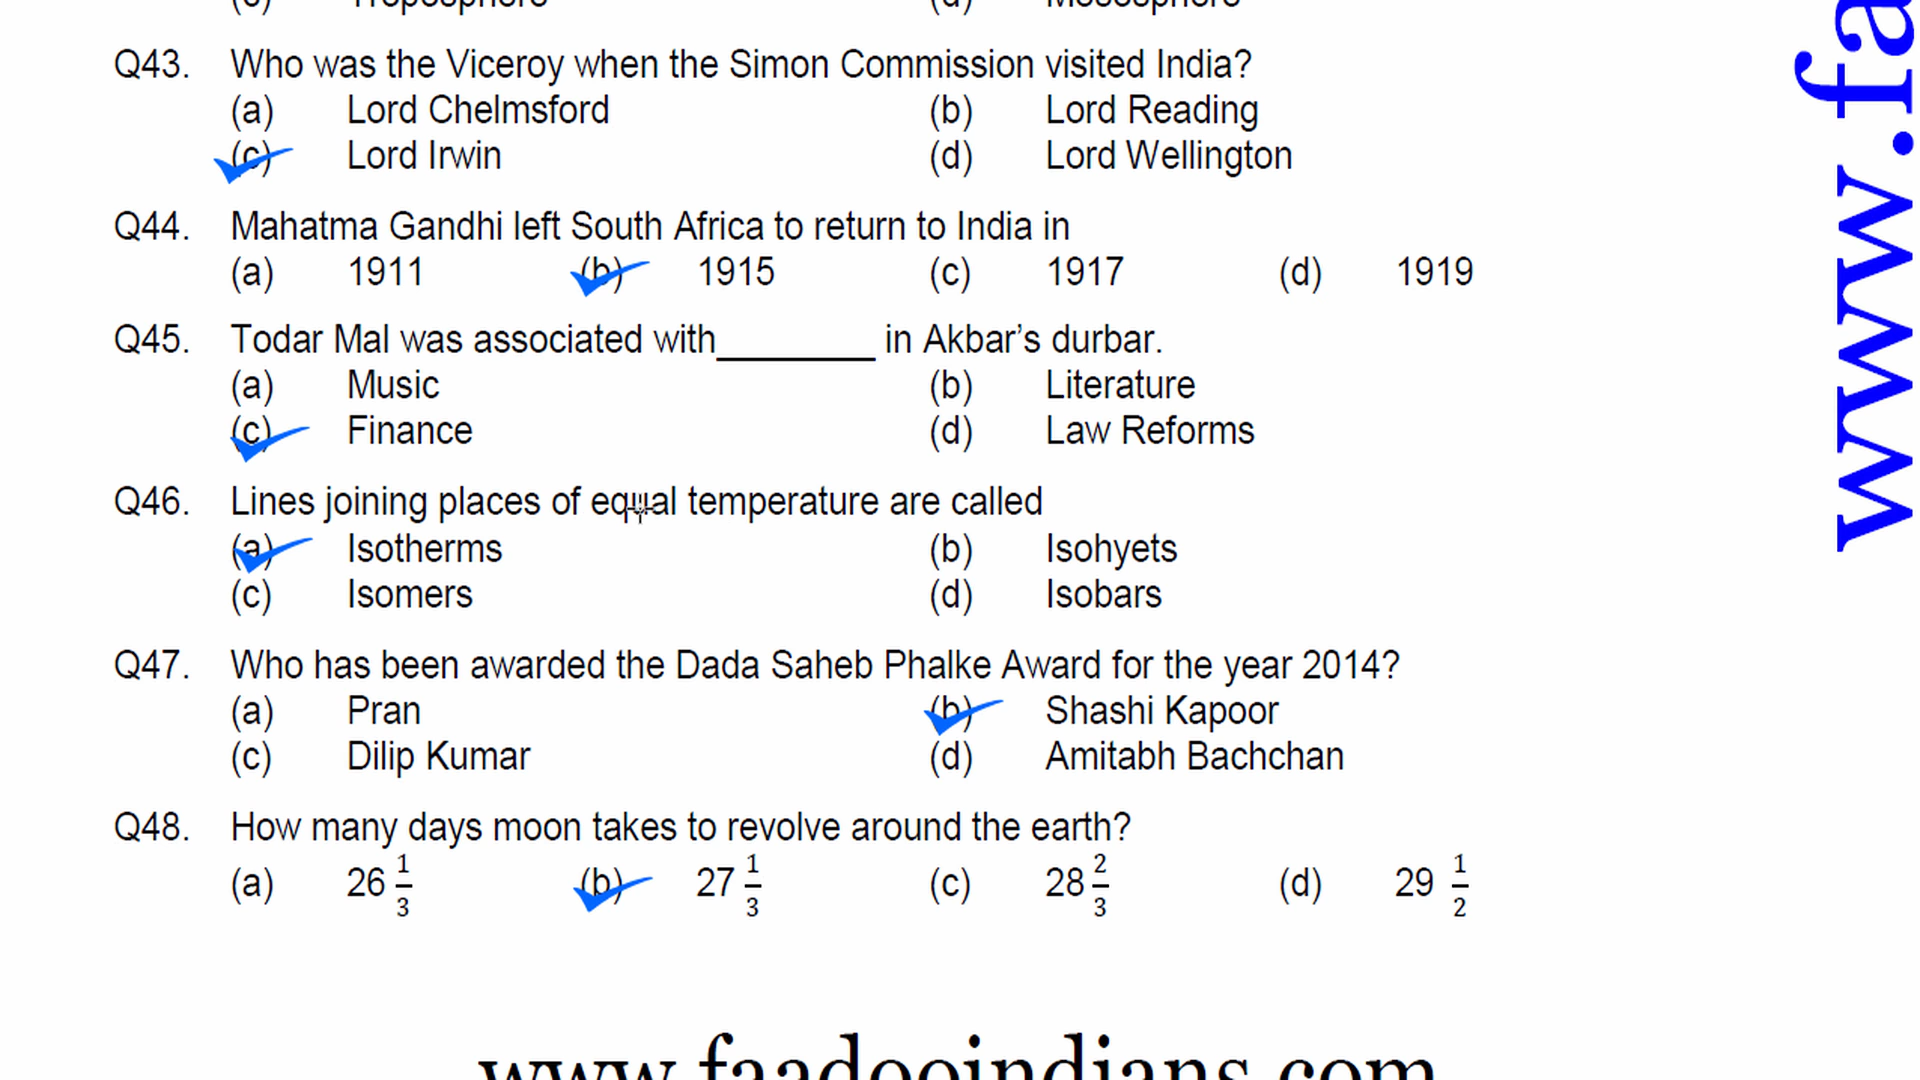 (c) Troposphere (d) Mesosphere
Q43. Who was the Viceroy when the Simon Commission visited India?
(a) Lord Chelmsford (b) Lord Reading
(c) Lord Irwin (d) Lord Wellington
Q44. Mahatma Gandhi left South Africa to return to India in
(a) 1911 (b) 1915 (c) 1917 (d) 1919
Q45. Todar Mal was associated with________ in Akbar’s durbar.
(a) Music (b) Literature
(c) Finance (d) Law Reforms
Q46. Lines joining places of equal temperature are called
(a) Isotherms (b) Isohyets
(c) Isomers (d) Isobars
Q47. Who has been awarded the Dada Saheb Phalke Award for the year 2014?
(a) Pran (b) Shashi Kapoor
(c) Dilip Kumar (d) Amitabh Bachchan
Q48. How many days moon takes to revolve around the earth?
(a) 26 1/3 (b) 27 1/3 (c) 28 2/3 (d) 29 1/2
www.faadooindians.com
www.fa